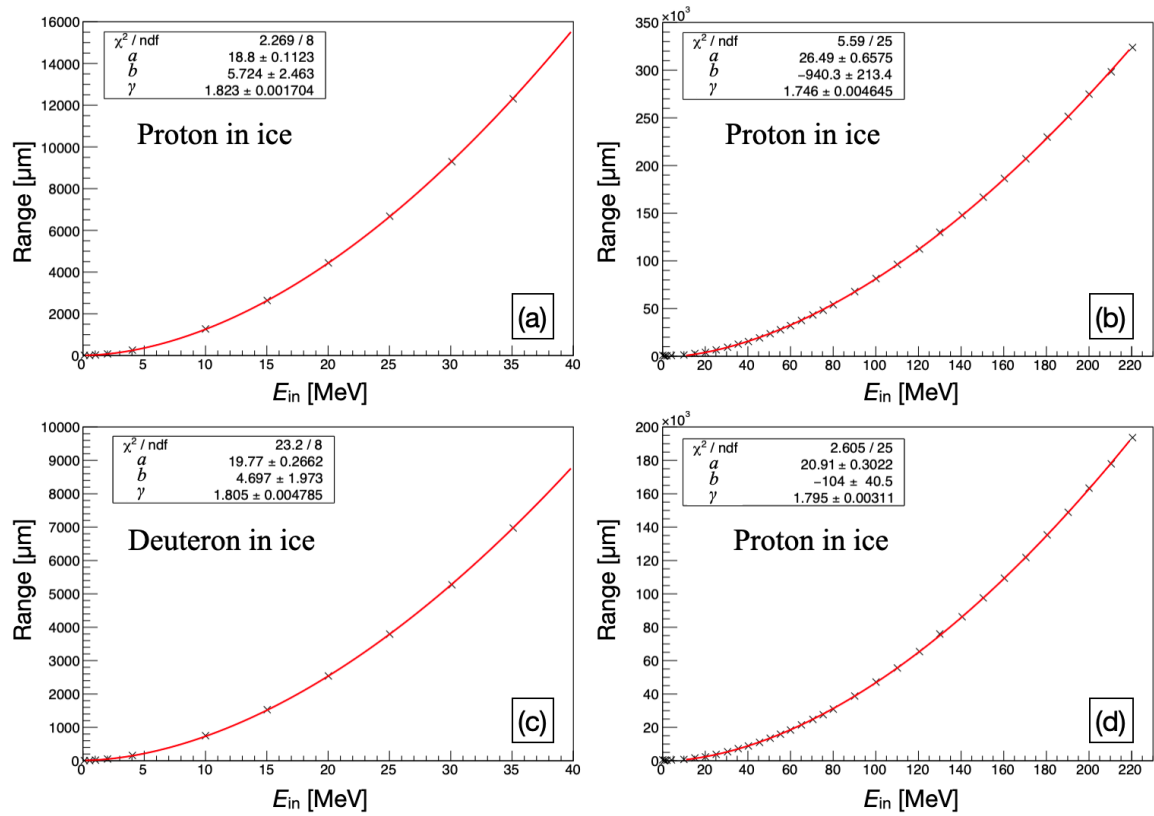 16000
14000
12000
10000
8000
6000
4000
2000
0
Range [µm]
χ² / ndf 2.269 / 8
a 18.8 ± 0.1123
b 5.724 ± 2.463
γ 1.823 ± 0.001704
Proton in ice
(a)
0 5 10 15 20 25 30 35 40
E_in [MeV]
×10³
350
300
250
200
150
100
50
0
Range [µm]
χ² / ndf 5.59 / 25
a 26.49 ± 0.6575
b −940.3 ± 213.4
γ 1.746 ± 0.004645
Proton in ice
(b)
0 20 40 60 80 100 120 140 160 180 200 220
E_in [MeV]
10000
9000
8000
7000
6000
5000
4000
3000
2000
1000
0
Range [µm]
χ² / ndf 23.2 / 8
a 19.77 ± 0.2662
b 4.697 ± 1.973
γ 1.805 ± 0.004785
Deuteron in ice
(c)
0 5 10 15 20 25 30 35 40
E_in [MeV]
×10³
200
180
160
140
120
100
80
60
40
20
0
Range [µm]
χ² / ndf 2.605 / 25
a 20.91 ± 0.3022
b −104 ± 40.5
γ 1.795 ± 0.00311
Proton in ice
(d)
0 20 40 60 80 100 120 140 160 180 200 220
E_in [MeV]